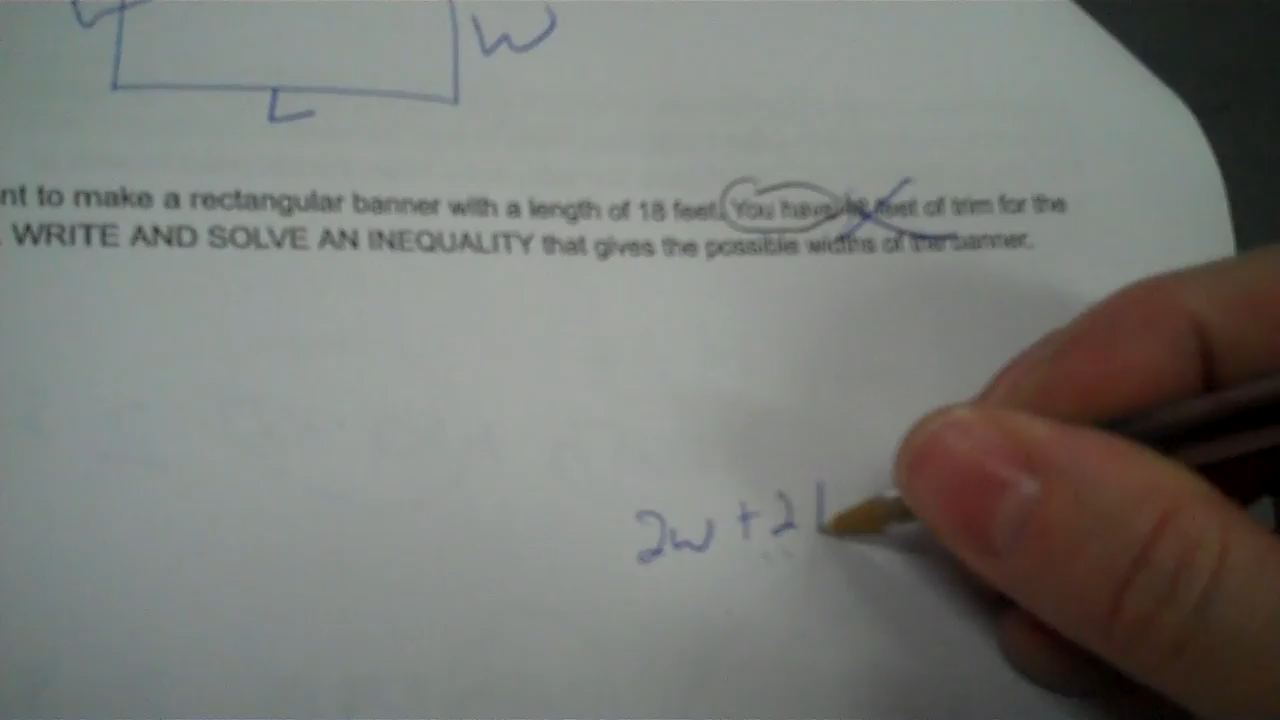 W
L
nt to make a rectangular banner with a length of 18 feet. You have feet of trim for the
. WRITE AND SOLVE AN INEQUALITY that gives the possible widths of the banner.
2w + 2l